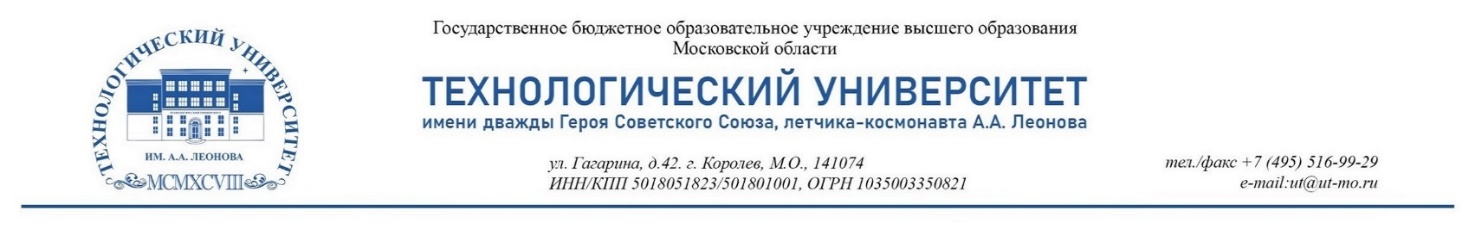 ТЕХНОЛОГИЧЕСКИЙ УНИВЕРСИТЕТ
ИМ. А.А. ЛЕОНОВА
MCMXCVIII
Государственное бюджетное образовательное учреждение высшего образования
Московской области
ТЕХНОЛОГИЧЕСКИЙ УНИВЕРСИТЕТ
имени дважды Героя Советского Союза, летчика-космонавта А.А. Леонова
ул. Гагарина, д.42. г. Королев, М.О., 141074
ИНН/КПП 5018051823/501801001, ОГРН 1035003350821
тел./факс +7 (495) 516-99-29
e-mail:ut@ut-mo.ru